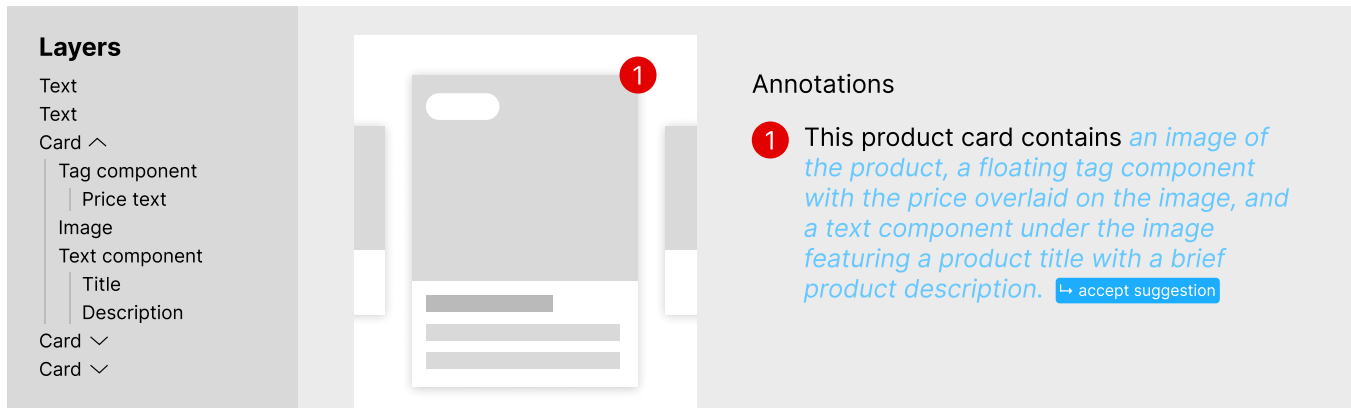 Layers
Text
Text
Card
Tag component
Price text
Image
Text component
Title
Description
Card
Card
1
Annotations
1
This product card contains an image of
the product, a floating tag component
with the price overlaid on the image, and
a text component under the image
featuring a product title with a brief
product description.
accept suggestion